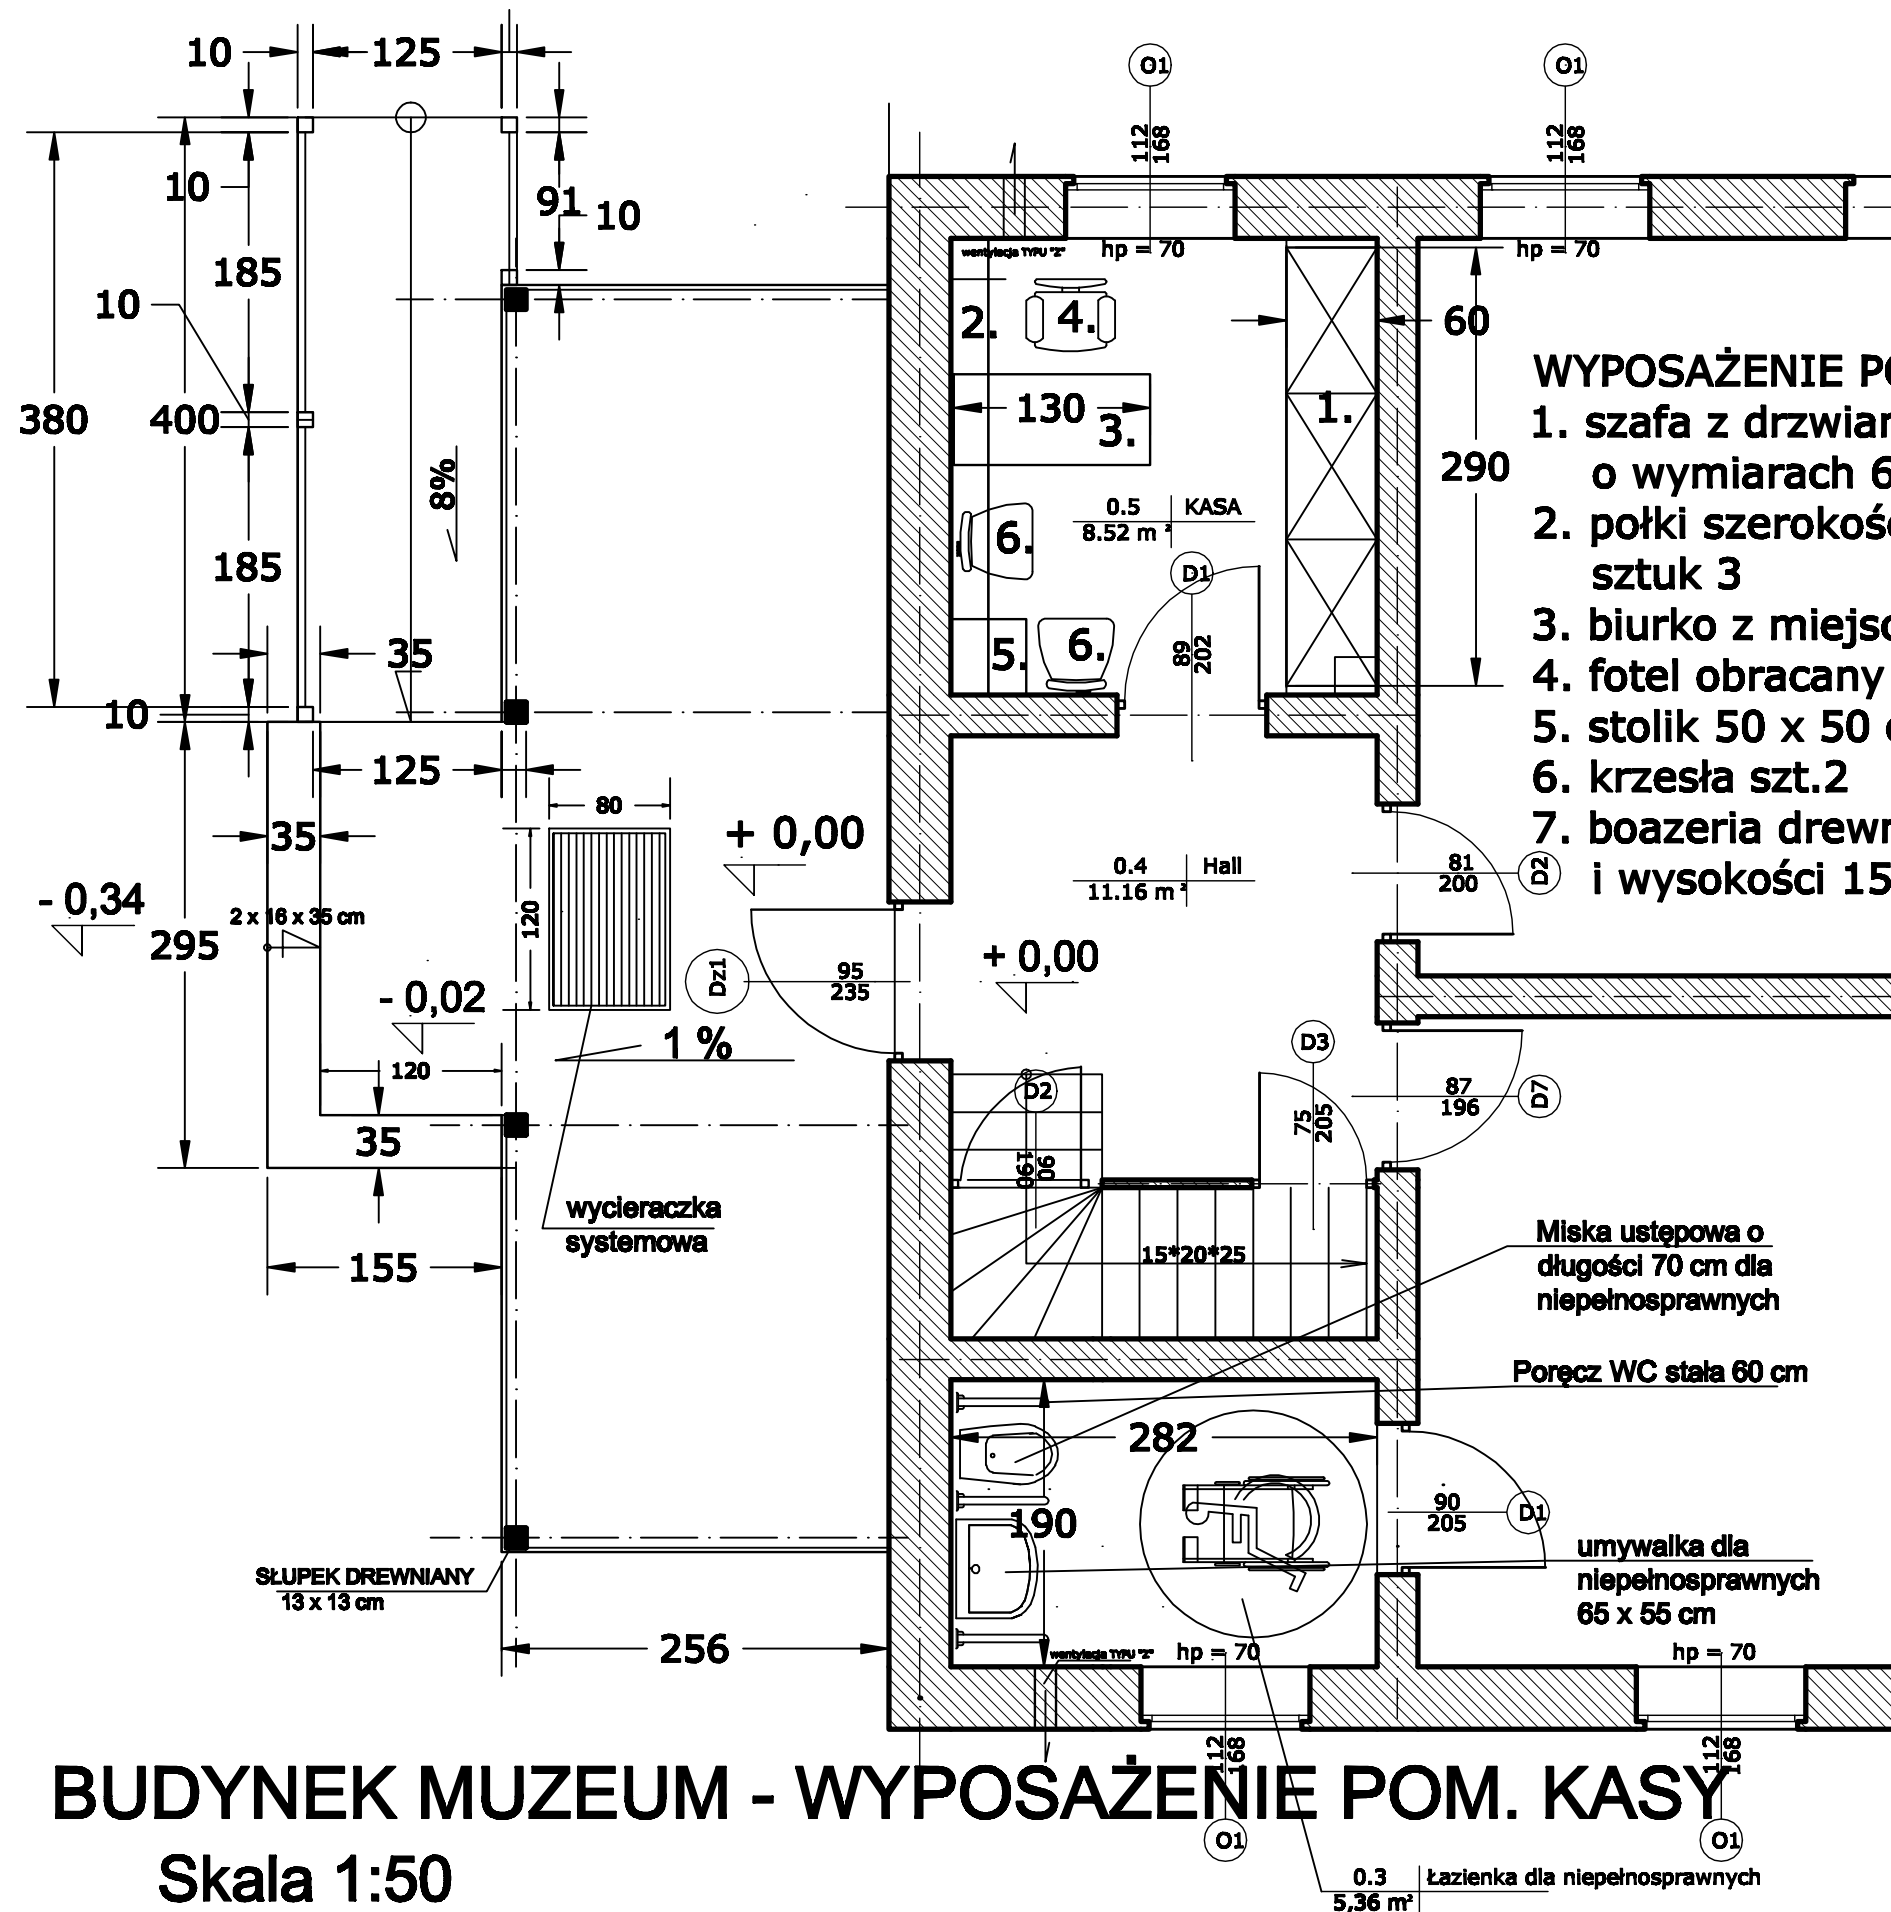 10
125
O1
O1
112
168
112
168
10
91
10
wentylacja TYPU "Z"
hp = 70
hp = 70
185
10
2.
4.
60
WYPOSAŻENIE
380
400
130
3.
1.
1. szafa z
290
o wymiarach
8%
0.5
KASA
8.52 m²
6.
2. połki
sztuk 3
185
D1
89
202
3. biurko z
35
5.
6.
4. fotel obracany
10
5. stolik 50 x 50
125
6. krzesła szt.2
80
35
+ 0,00
7. boazeria
0.4
Hall
11.16 m²
81
200
D2
i wysokości
- 0,34
2 x 16 x 35 cm
295
120
+ 0,00
Dz1
95
235
- 0,02
1 %
D3
120
D2
87
196
D7
75
205
35
90
190
wycieraczka
systemowa
15*20*25
155
Miska ustępowa o
długości 70 cm dla
niepełnosprawnych
Poręcz WC stała 60 cm
282
190
90
205
D1
umywalka dla
niepełnosprawnych
65 x 55 cm
SŁUPEK DREWNIANY
13 x 13 cm
256
wentylacja TYPU "Z"
hp = 70
hp = 70
112
168
112
168
BUDYNEK MUZEUM - WYPOSAŻENIE POM. KASY
O1
O1
Skala 1:50
0.3
Łazienka dla niepełnosprawnych
5,36 m²